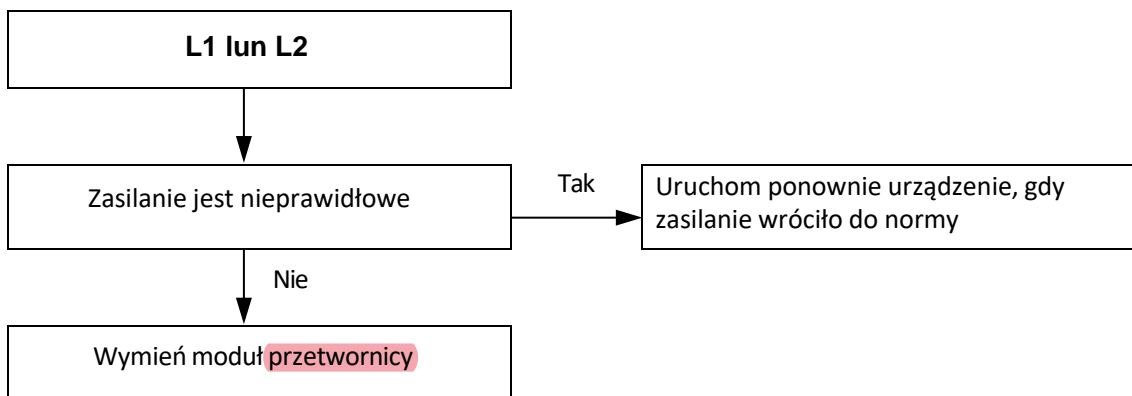 L1 lun L2
Zasilanie jest nieprawidłowe
Tak
Uruchom ponownie urządzenie, gdy
zasilanie wróciło do normy
Nie
Wymień moduł przetwornicy